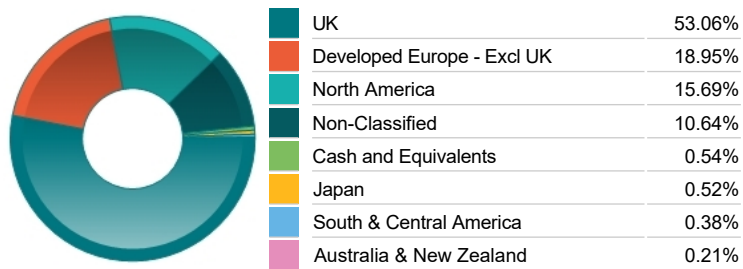 UK 53.06%
Developed Europe - Excl UK 18.95%
North America 15.69%
Non-Classified 10.64%
Cash and Equivalents 0.54%
Japan 0.52%
South & Central America 0.38%
Australia & New Zealand 0.21%